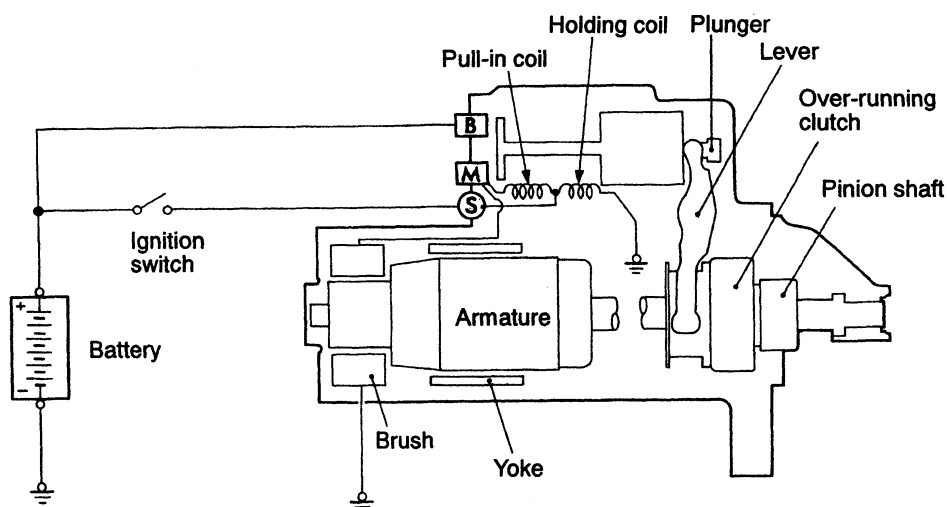 Holding coil
Plunger
Pull-in coil
Lever
Over-running
clutch
B
M
Pinion shaft
S
Ignition
switch
+
Armature
Battery
-
Brush
Yoke